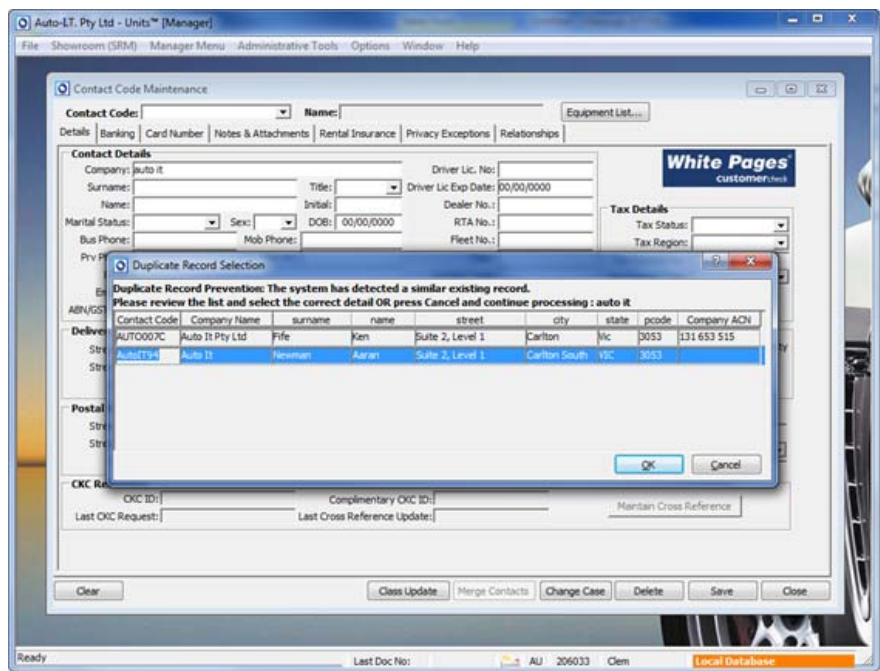 Auto-I.T. Pty Ltd - Units™ [Manager]
File Showroom (SRM) Manager Menu Administrative Tools Options Window Help
Contact Code Maintenance
Contact Code: Name: Equipment List...
Details Banking Card Number Notes & Attachments Rental Insurance Privacy Exceptions Relationships
Contact Details
Company: auto it Driver Lic. No:
White Pages®
customercheck
Surname: Title: Driver Lic Exp Date: 00/00/0000
Name: Initial: Dealer No.: Tax Details
Marital Status: Sex: DOB: 00/00/0000 RTA No.: Tax Status:
Bus Phone: Mob Phone: Fleet No.: Tax Region:
Prv P
Duplicate Record Selection
Duplicate Record Prevention: The system has detected a similar existing record.
Please review the list and select the correct detail OR press Cancel and continue processing : auto it
ABN/GST
Contact Code Company Name surname name street city state pcode Company ACN
AUTO007C Auto It Pty Ltd Fife Ken Suite 2, Level 1 Carlton Vic 3053 131 653 515
AutoIT94 Auto It Newman Aaran Suite 2, Level 1 Carlton South VIC 3053
Delive
Stre
Stre
Postal
Stre
Stre
OK Cancel
CKC Re
CKC ID: Complimentary CKC ID:
Last CKC Request: Last Cross Reference Update: Maintain Cross Reference
Clear Class Update Merge Contacts Change Case Delete Save Close
Ready Last Doc No: AU 206033 Clem Local Database